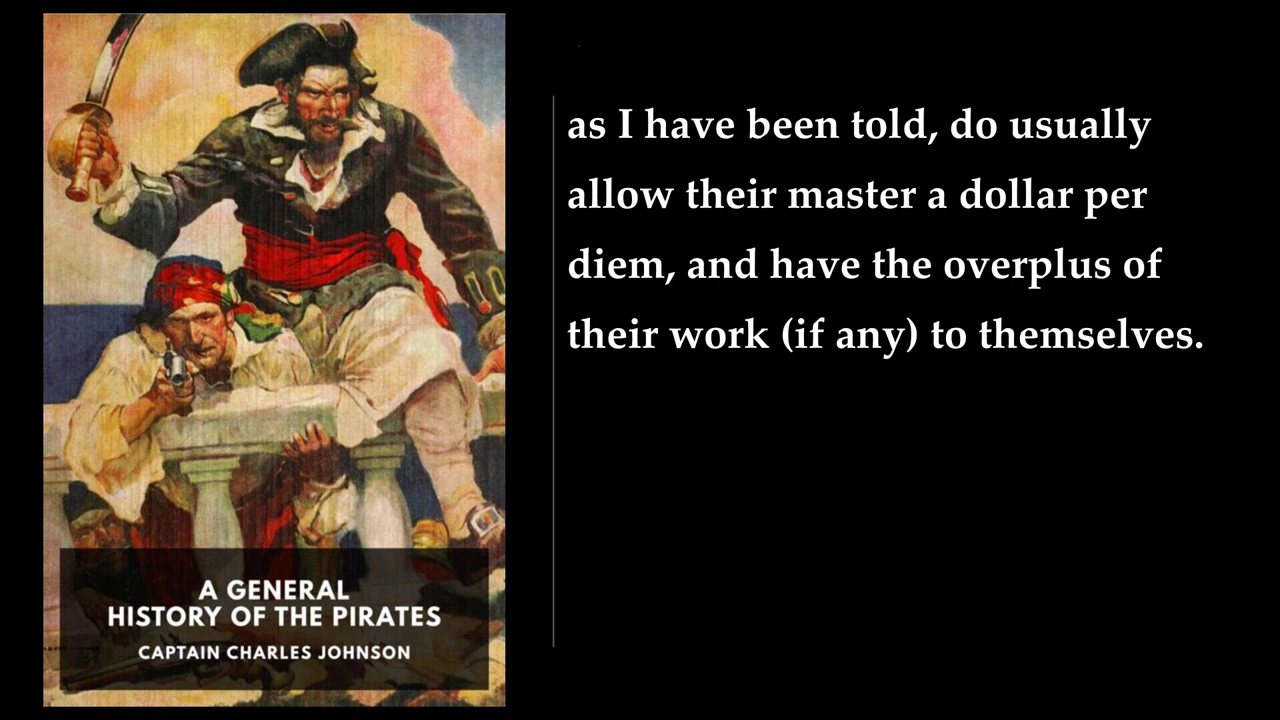 as I have been told, do usually
allow their master a dollar per
diem, and have the overplus of
their work (if any) to themselves.
A GENERAL
HISTORY OF THE PIRATES
CAPTAIN CHARLES JOHNSON